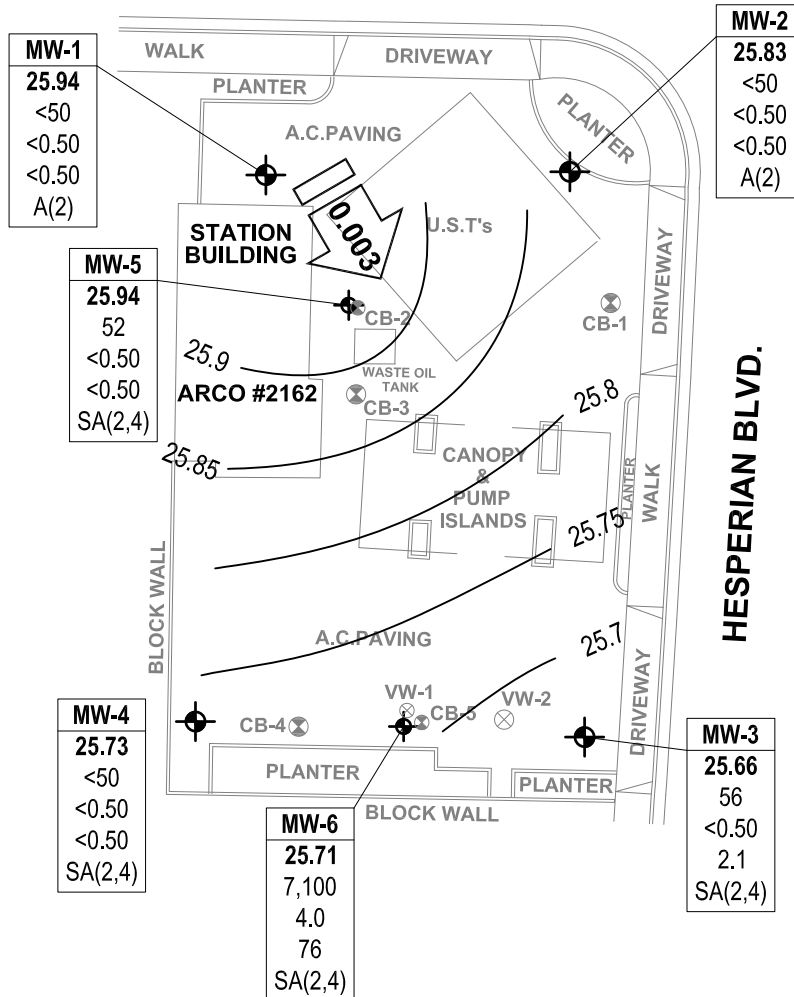 MW-1
25.94
<50
<0.50
<0.50
A(2)
WALK
DRIVEWAY
MW-2
25.83
<50
<0.50
<0.50
A(2)
PLANTER
PLANTER
A.C.PAVING
0.003
U.S.T's
STATION
BUILDING
MW-5
25.94
52
<0.50
<0.50
SA(2,4)
CB-2
CB-1
DRIVEWAY
25.9
WASTE OIL
TANK
ARCO #2162
CB-3
25.8
25.85
CANOPY
&
PUMP
ISLANDS
PLANTER
WALK
HESPERIAN BLVD.
25.75
BLOCK WALL
A.C.PAVING
25.7
DRIVEWAY
MW-4
25.73
<50
<0.50
<0.50
SA(2,4)
CB-4
VW-1
CB-5
VW-2
MW-3
25.66
56
<0.50
2.1
SA(2,4)
PLANTER
PLANTER
BLOCK WALL
MW-6
25.71
7,100
4.0
76
SA(2,4)